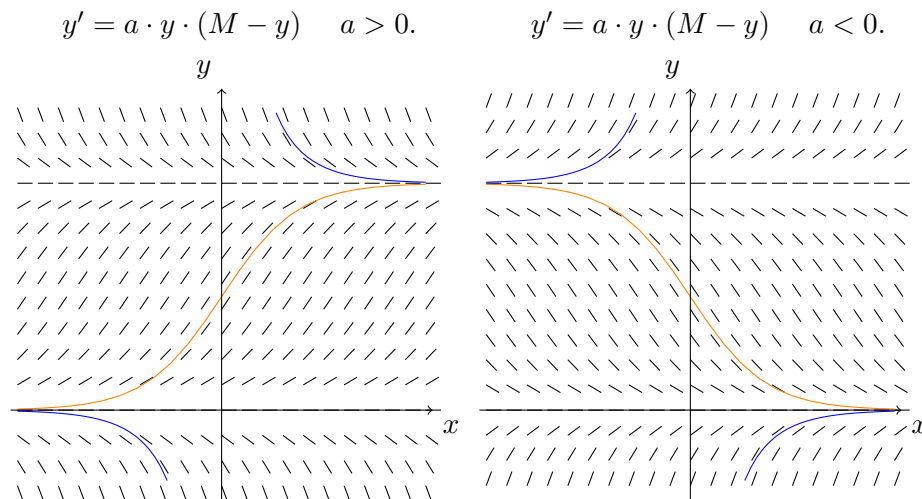 y′ = a · y · (M − y)    a > 0.
y
x
y′ = a · y · (M − y)    a < 0.
y
x